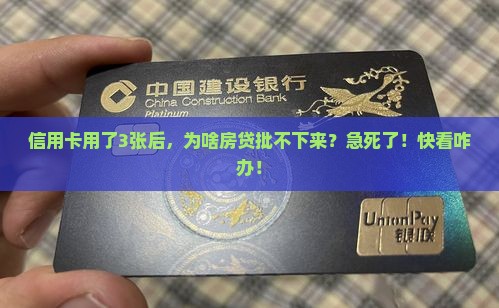 中国建设银行
China Construction Bank
Platinum
信用卡用了3张后，为啥房贷批不下来？急死了！快看咋
办！
UnionPay
银联